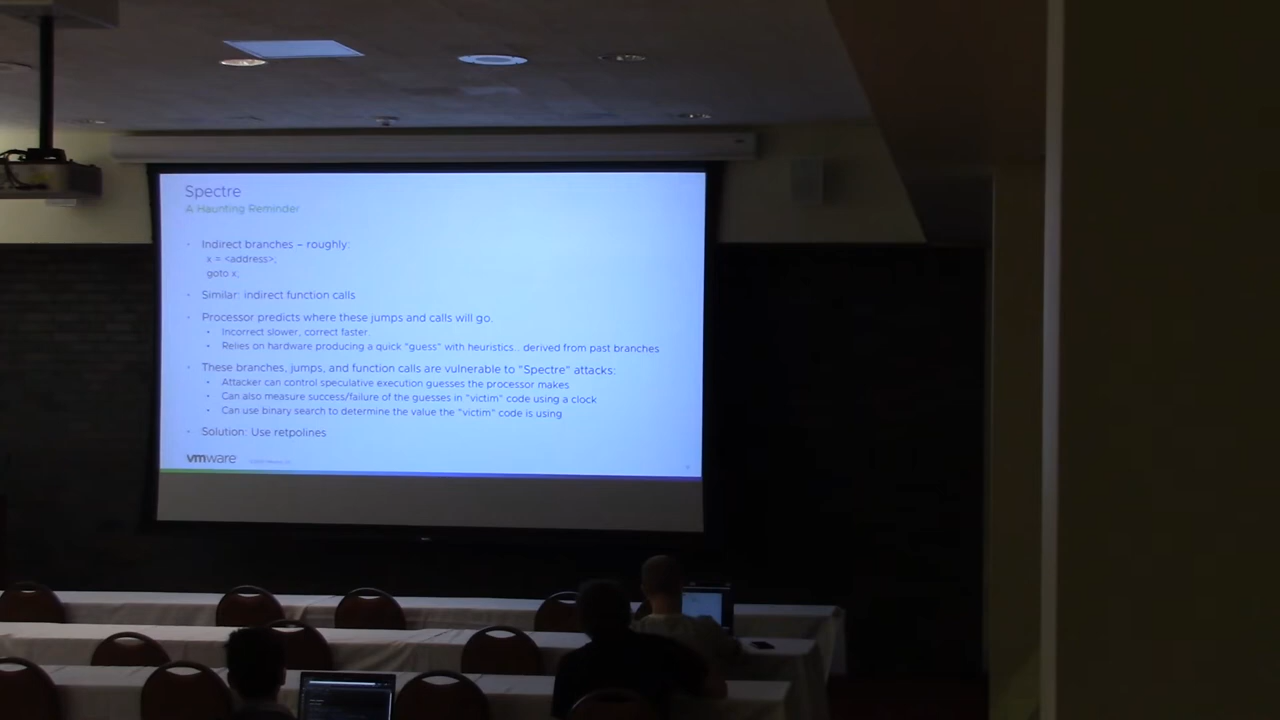 Spectre
A Haunting Reminder
Indirect branches – roughly:
x = <address>;
goto x;
Similar: indirect function calls
Processor predicts where these jumps and calls will go.
Incorrect slower, correct faster.
Relies on hardware producing a quick "guess" with heuristics.. derived from past branches
These branches, jumps, and function calls are vulnerable to "Spectre" attacks:
Attacker can control speculative execution guesses the processor makes
Can also measure success/failure of the guesses in "victim" code using a clock
Can use binary search to determine the value the "victim" code is using
Solution: Use retpolines
vmware